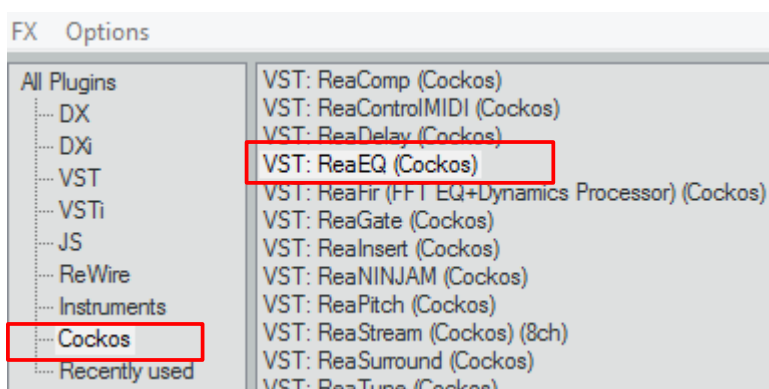 FX Options
All Plugins
DX
DXi
VST
VSTi
JS
ReWire
Instruments
Cockos
Recently used
VST: ReaComp (Cockos)
VST: ReaControlMIDI (Cockos)
VST: ReaDelay (Cockos)
VST: ReaEQ (Cockos)
VST: ReaFir (FFT EQ+Dynamics Processor) (Cockos)
VST: ReaGate (Cockos)
VST: ReaInsert (Cockos)
VST: ReaNINJAM (Cockos)
VST: ReaPitch (Cockos)
VST: ReaStream (Cockos) (8ch)
VST: ReaSurround (Cockos)
VST: ReaTune (Cockos)